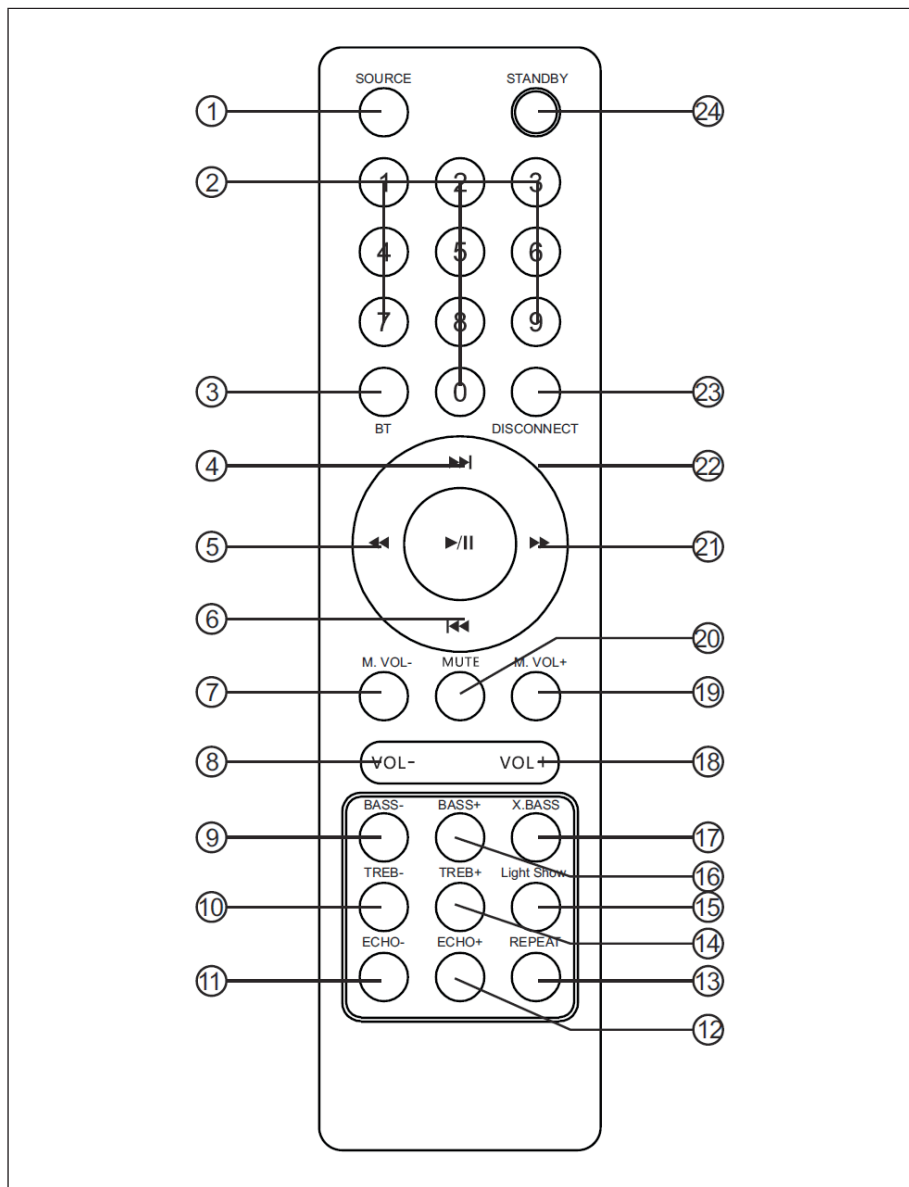 SOURCE STANDBY
① ㉔
② 1 2 3
4 5 6
7 8 9
③ 0 ㉓
BT DISCONNECT
④ ㉒
⑤ ▶/II ㉑
⑥
⑳
M. VOL- MUTE M. VOL+
⑦ ⑲
⑧ VOL- VOL+ ⑱
BASS- BASS+ X.BASS
⑨ ⑰
⑯
TREB- TREB+ Light Show
⑩ ⑮
⑭
ECHO- ECHO+ REPEAT
⑪ ⑬
⑫